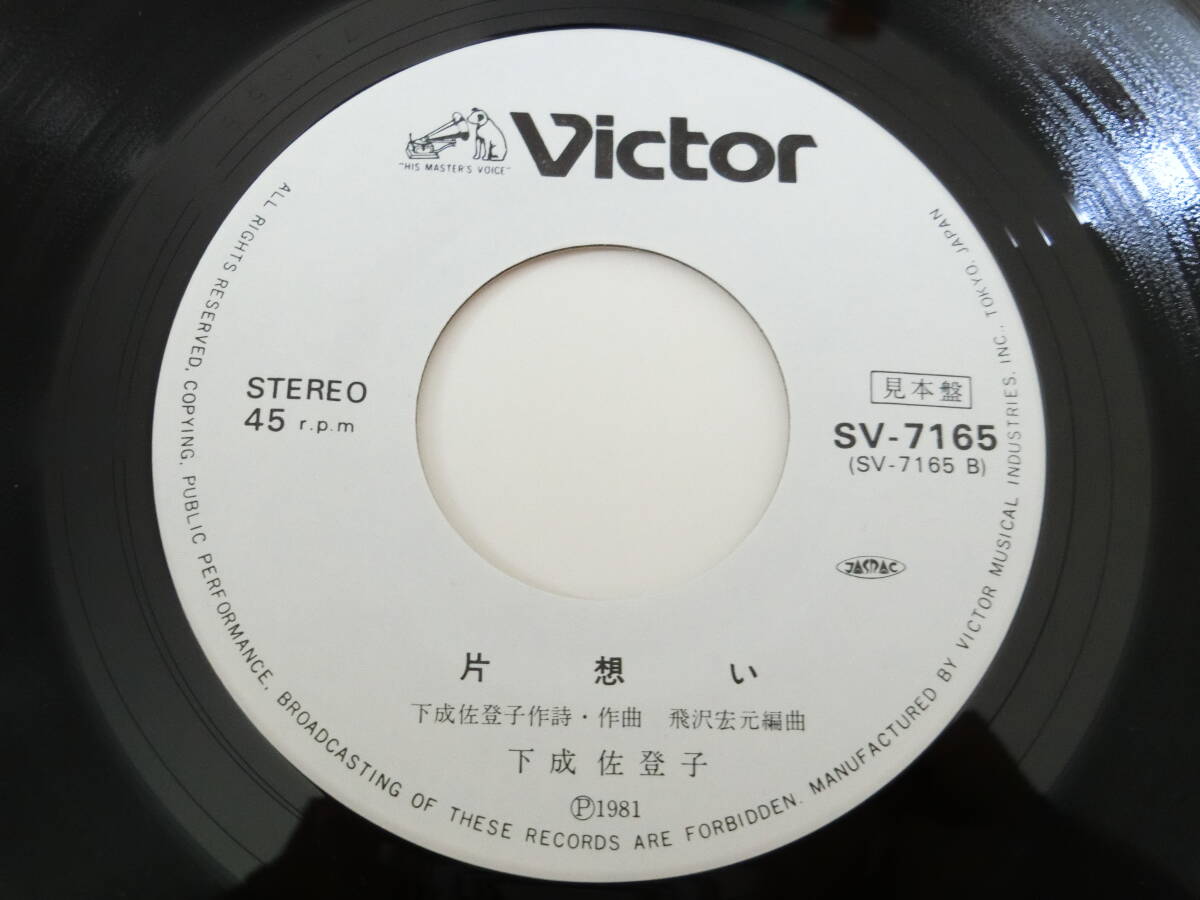 "HIS MASTER'S VOICE"
Victor
STEREO
45 r.p.m
見本盤
SV-7165
(SV-7165 B)
JASRAC
片想い
下成佐登子作詩・作曲 飛沢宏元編曲
下成佐登子
Ⓟ1981
ALL RIGHTS RESERVED, COPYING, PUBLIC PERFORMANCE, BROADCASTING OF THESE RECORDS ARE FORBIDDEN. MANUFACTURED BY VICTOR MUSICAL INDUSTRIES, INC., TOKYO, JAPAN